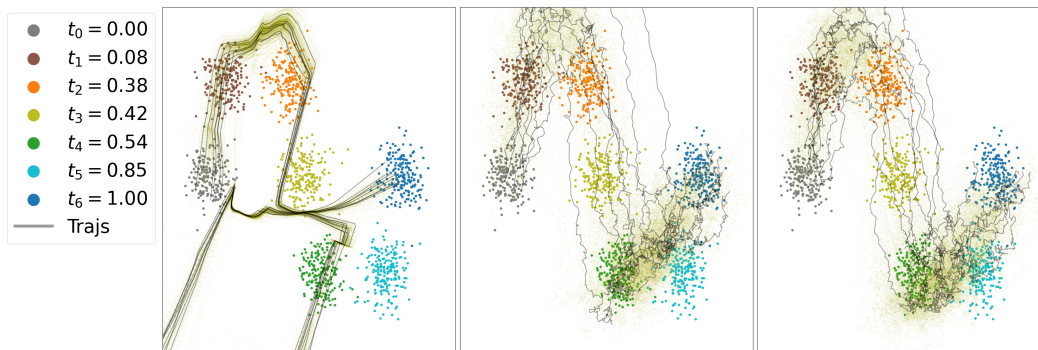 t₀ = 0.00
t₁ = 0.08
t₂ = 0.38
t₃ = 0.42
t₄ = 0.54
t₅ = 0.85
t₆ = 1.00
Trajs